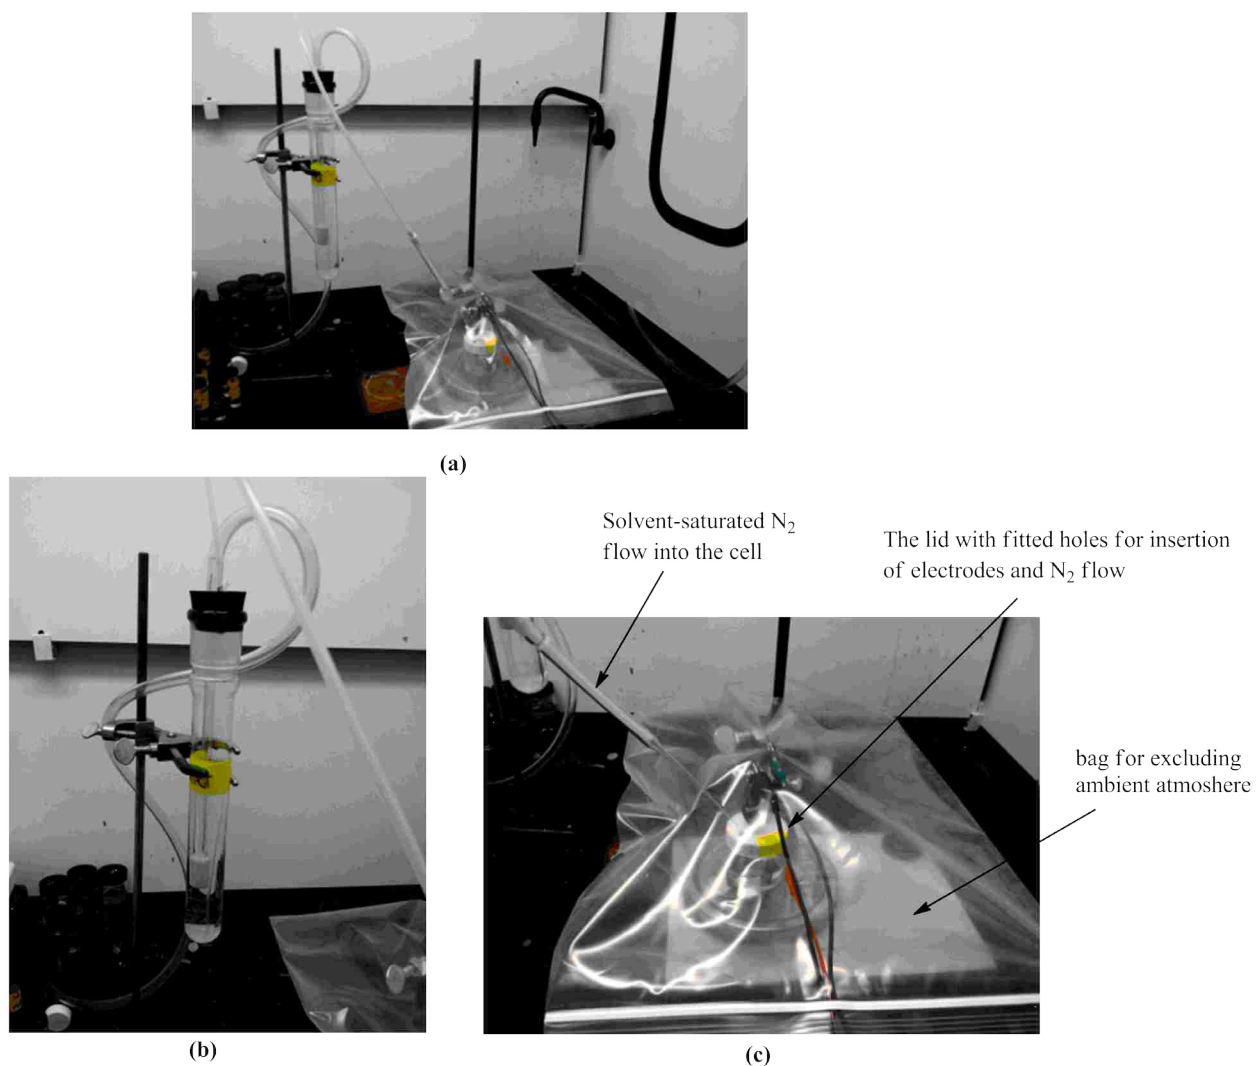 (a)
Solvent-saturated N2
flow into the cell
The lid with fitted holes for insertion
of electrodes and N2 flow
bag for excluding
ambient atmoshere
(b)
(c)